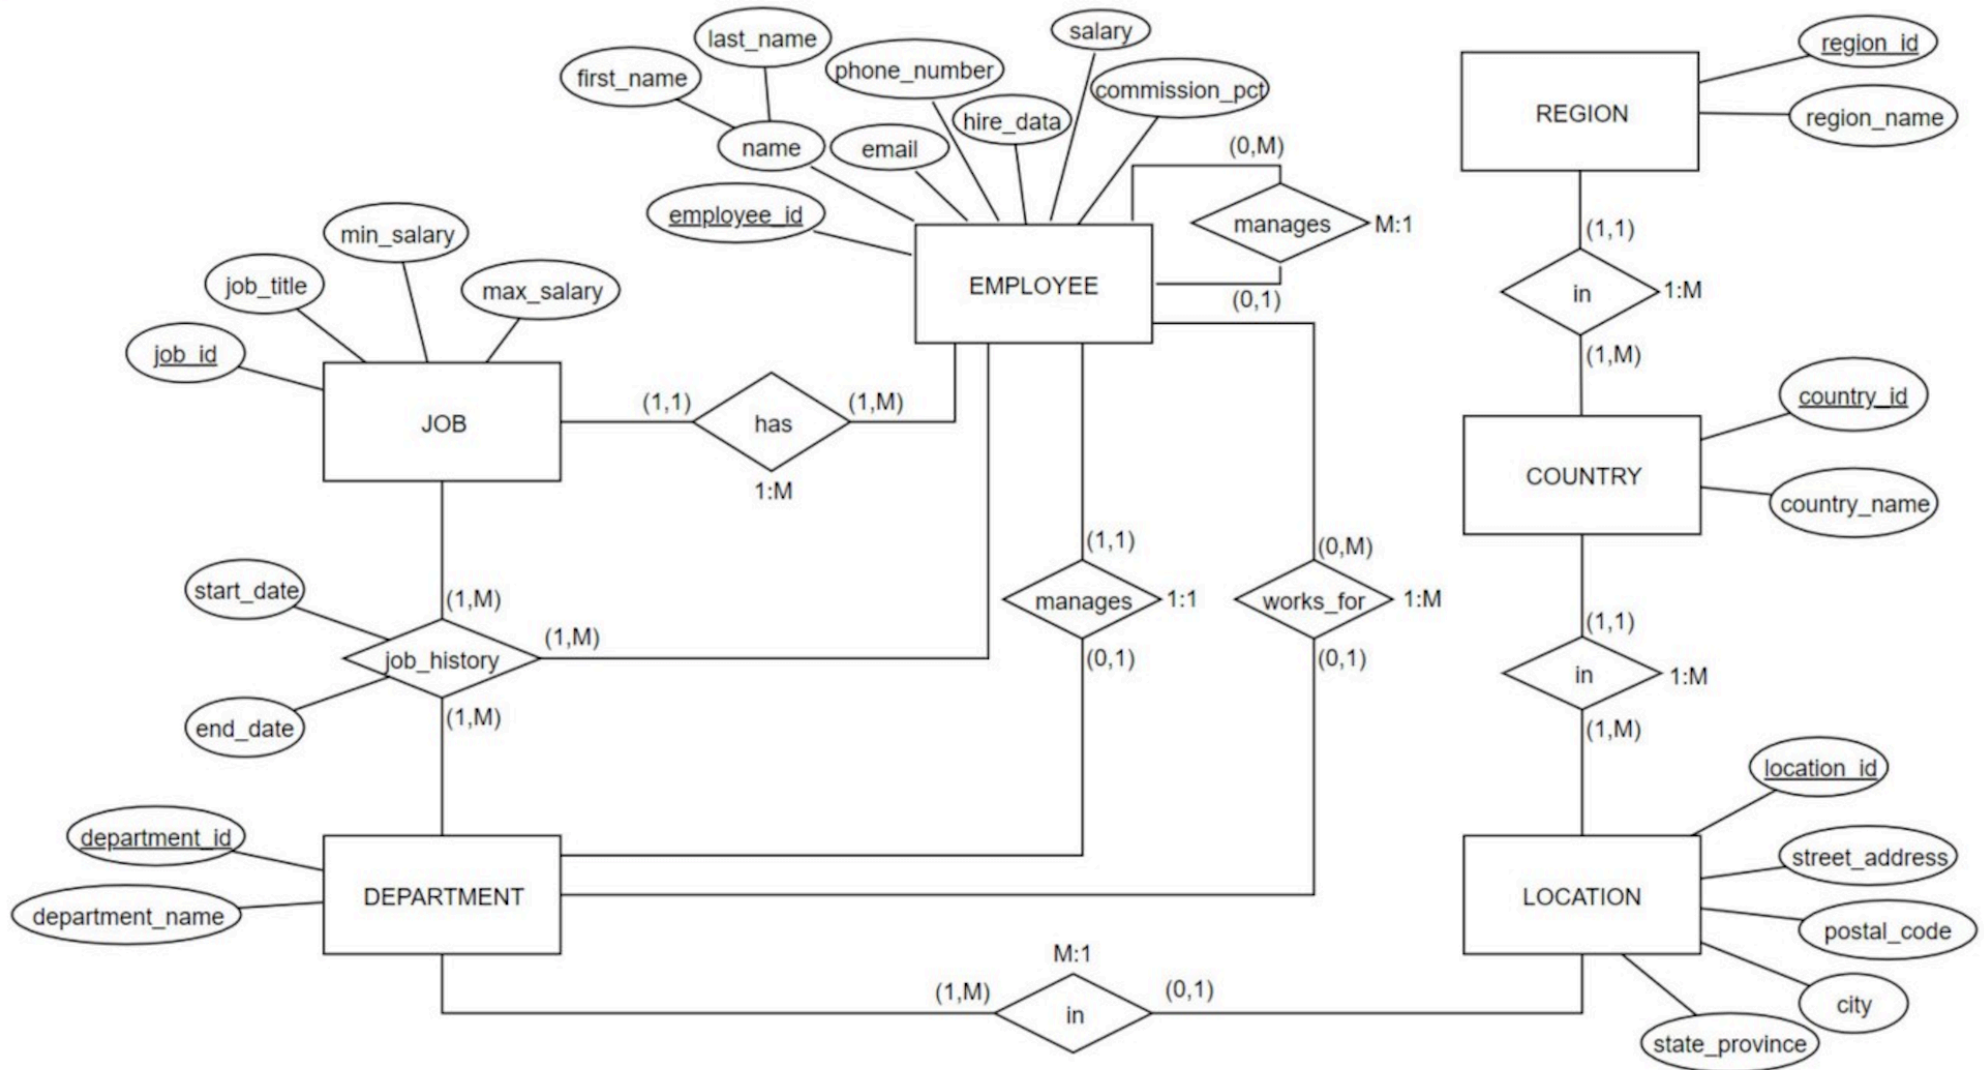 last_name
salary
region_id
first_name
phone_number
commission_pct
REGION
region_name
hire_data
name
email
(0,M)
employee_id
manages
M:1
(1,1)
min_salary
job_title
max_salary
EMPLOYEE
(0,1)
in
1:M
job_id
(1,M)
country_id
JOB
(1,1)
has
(1,M)
1:M
COUNTRY
country_name
(1,1)
(0,M)
start_date
(1,M)
manages
1:1
works_for
1:M
(1,1)
job_history
(1,M)
(0,1)
(0,1)
in
1:M
end_date
(1,M)
(1,M)
location_id
department_id
street_address
DEPARTMENT
LOCATION
department_name
postal_code
M:1
(1,M)
in
(0,1)
city
state_province